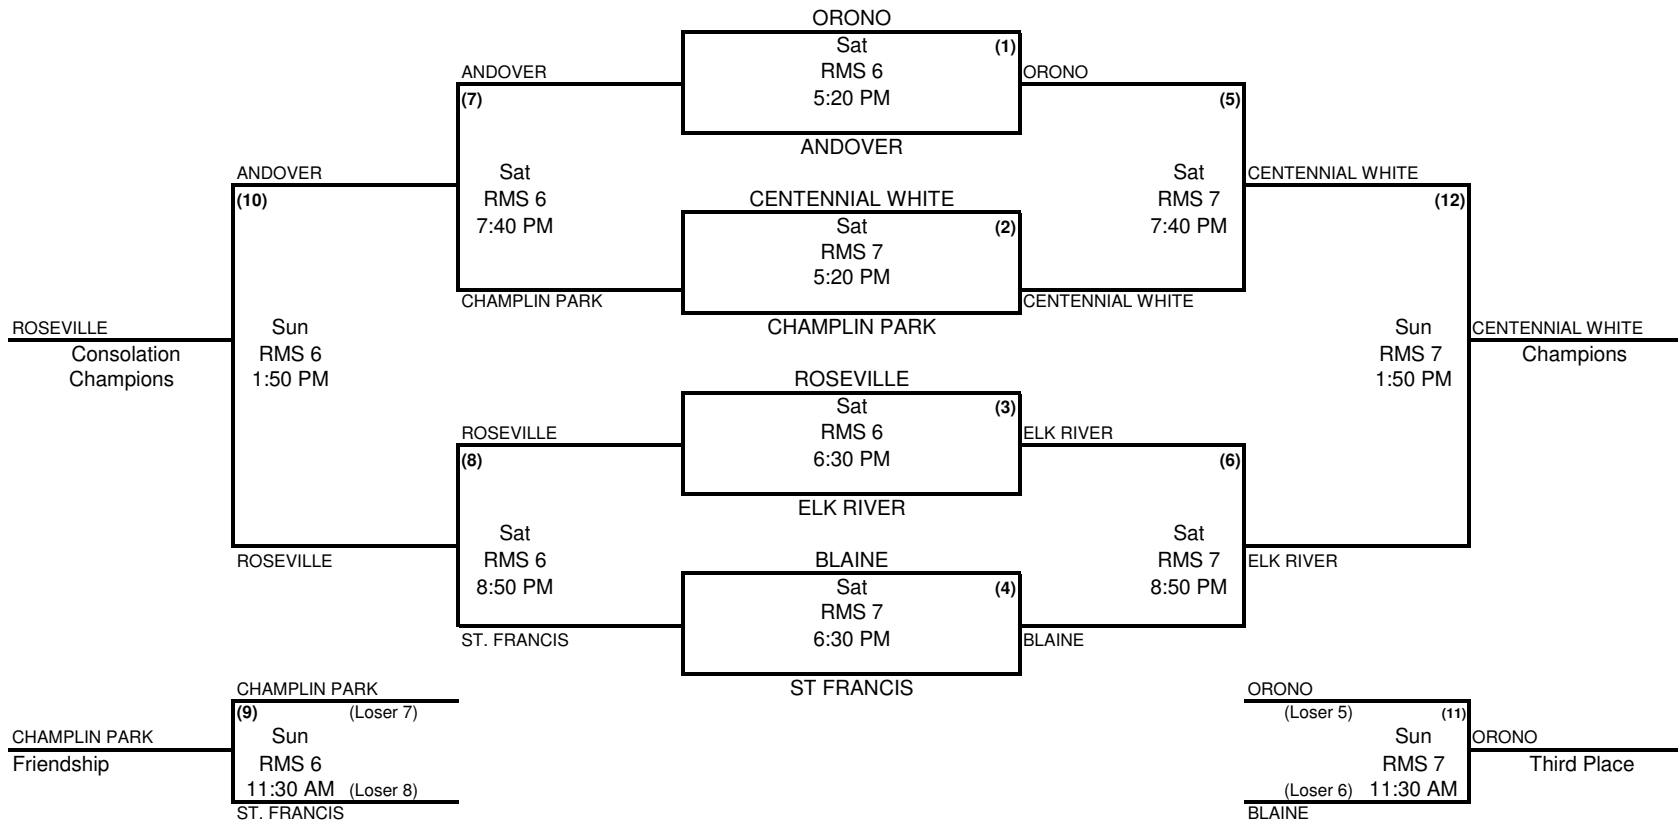 ORONO
Sat (1)
ANDOVER RMS 6 ORONO
(7) 5:20 PM (5)
ANDOVER
ANDOVER Sat Sat CENTENNIAL WHITE
(10) RMS 6 CENTENNIAL WHITE RMS 7 (12)
7:40 PM Sat (2) 7:40 PM
RMS 7
5:20 PM
CHAMPLIN PARK CENTENNIAL WHITE
ROSEVILLE Sun CHAMPLIN PARK Sun CENTENNIAL WHITE
Consolation RMS 6 RMS 7 Champions
Champions 1:50 PM ROSEVILLE 1:50 PM
Sat (3)
ROSEVILLE RMS 6 ELK RIVER
(8) 6:30 PM (6)
ELK RIVER
Sat Sat
ROSEVILLE RMS 6 BLAINE RMS 7 ELK RIVER
8:50 PM Sat (4) 8:50 PM
RMS 7
ST. FRANCIS 6:30 PM BLAINE
CHAMPLIN PARK ST FRANCIS ORONO
(9) (Loser 7) (Loser 5) (11)
CHAMPLIN PARK Sun Sun ORONO
Friendship RMS 6 RMS 7 Third Place
11:30 AM (Loser 8) (Loser 6) 11:30 AM
ST. FRANCIS BLAINE